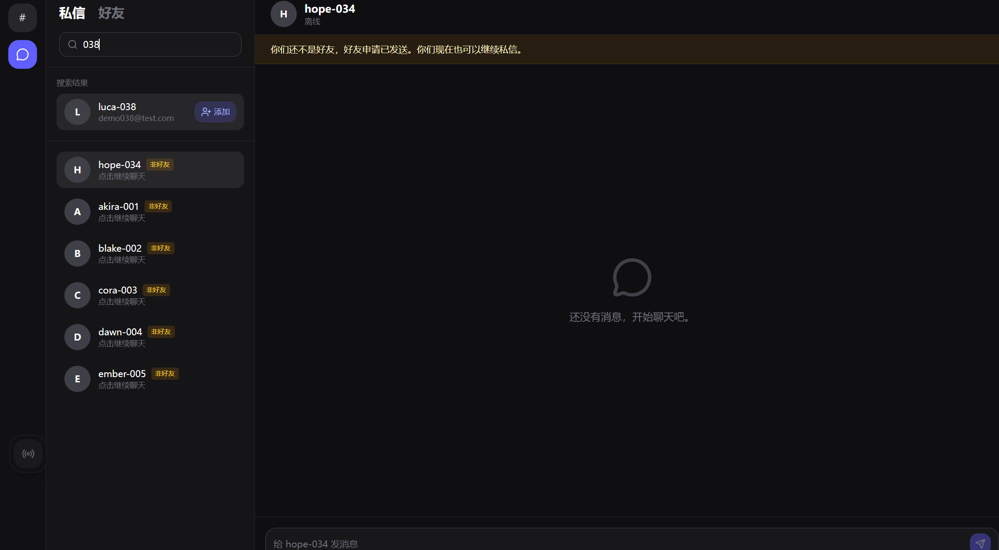 #
私信 好友
038
搜索结果
L
luca-038
demo038@test.com
添加
H
hope-034 非好友
点击继续聊天
A
akira-001 非好友
点击继续聊天
B
blake-002 非好友
点击继续聊天
C
cora-003 非好友
点击继续聊天
D
dawn-004 非好友
点击继续聊天
E
ember-005 非好友
点击继续聊天
H
hope-034
离线
你们还不是好友，好友申请已发送。你们现在也可以继续私信。
还没有消息，开始聊天吧。
给 hope-034 发消息